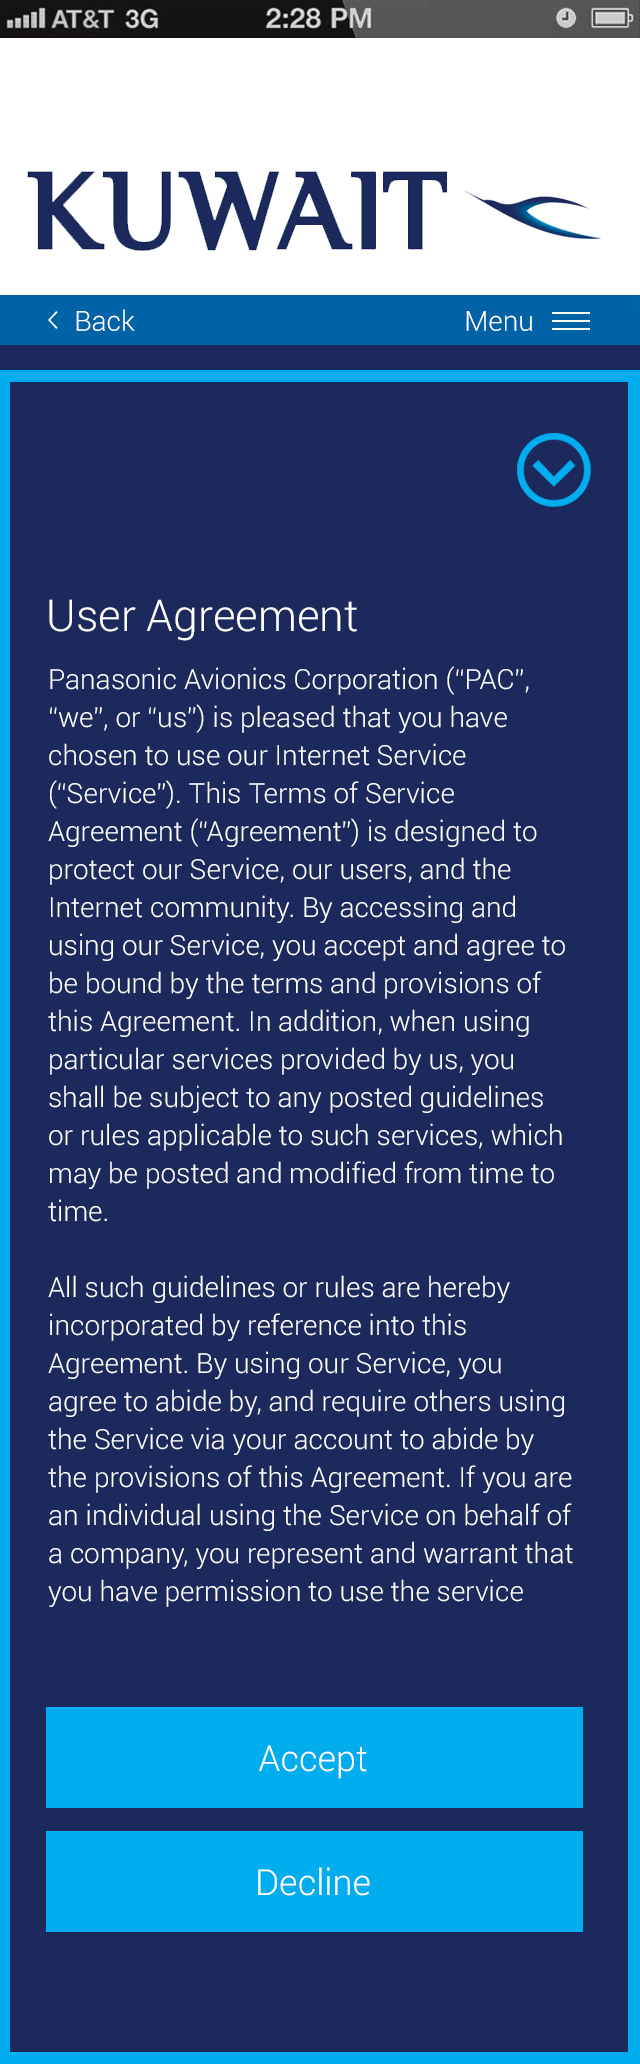 AT&T 3G 2:28 PM
KUWAIT
Back Menu
User Agreement
Panasonic Avionics Corporation (“PAC”,
“we”, or “us”) is pleased that you have
chosen to use our Internet Service
(“Service”). This Terms of Service
Agreement (“Agreement”) is designed to
protect our Service, our users, and the
Internet community. By accessing and
using our Service, you accept and agree to
be bound by the terms and provisions of
this Agreement. In addition, when using
particular services provided by us, you
shall be subject to any posted guidelines
or rules applicable to such services, which
may be posted and modified from time to
time.
All such guidelines or rules are hereby
incorporated by reference into this
Agreement. By using our Service, you
agree to abide by, and require others using
the Service via your account to abide by
the provisions of this Agreement. If you are
an individual using the Service on behalf of
a company, you represent and warrant that
you have permission to use the service
Accept
Decline